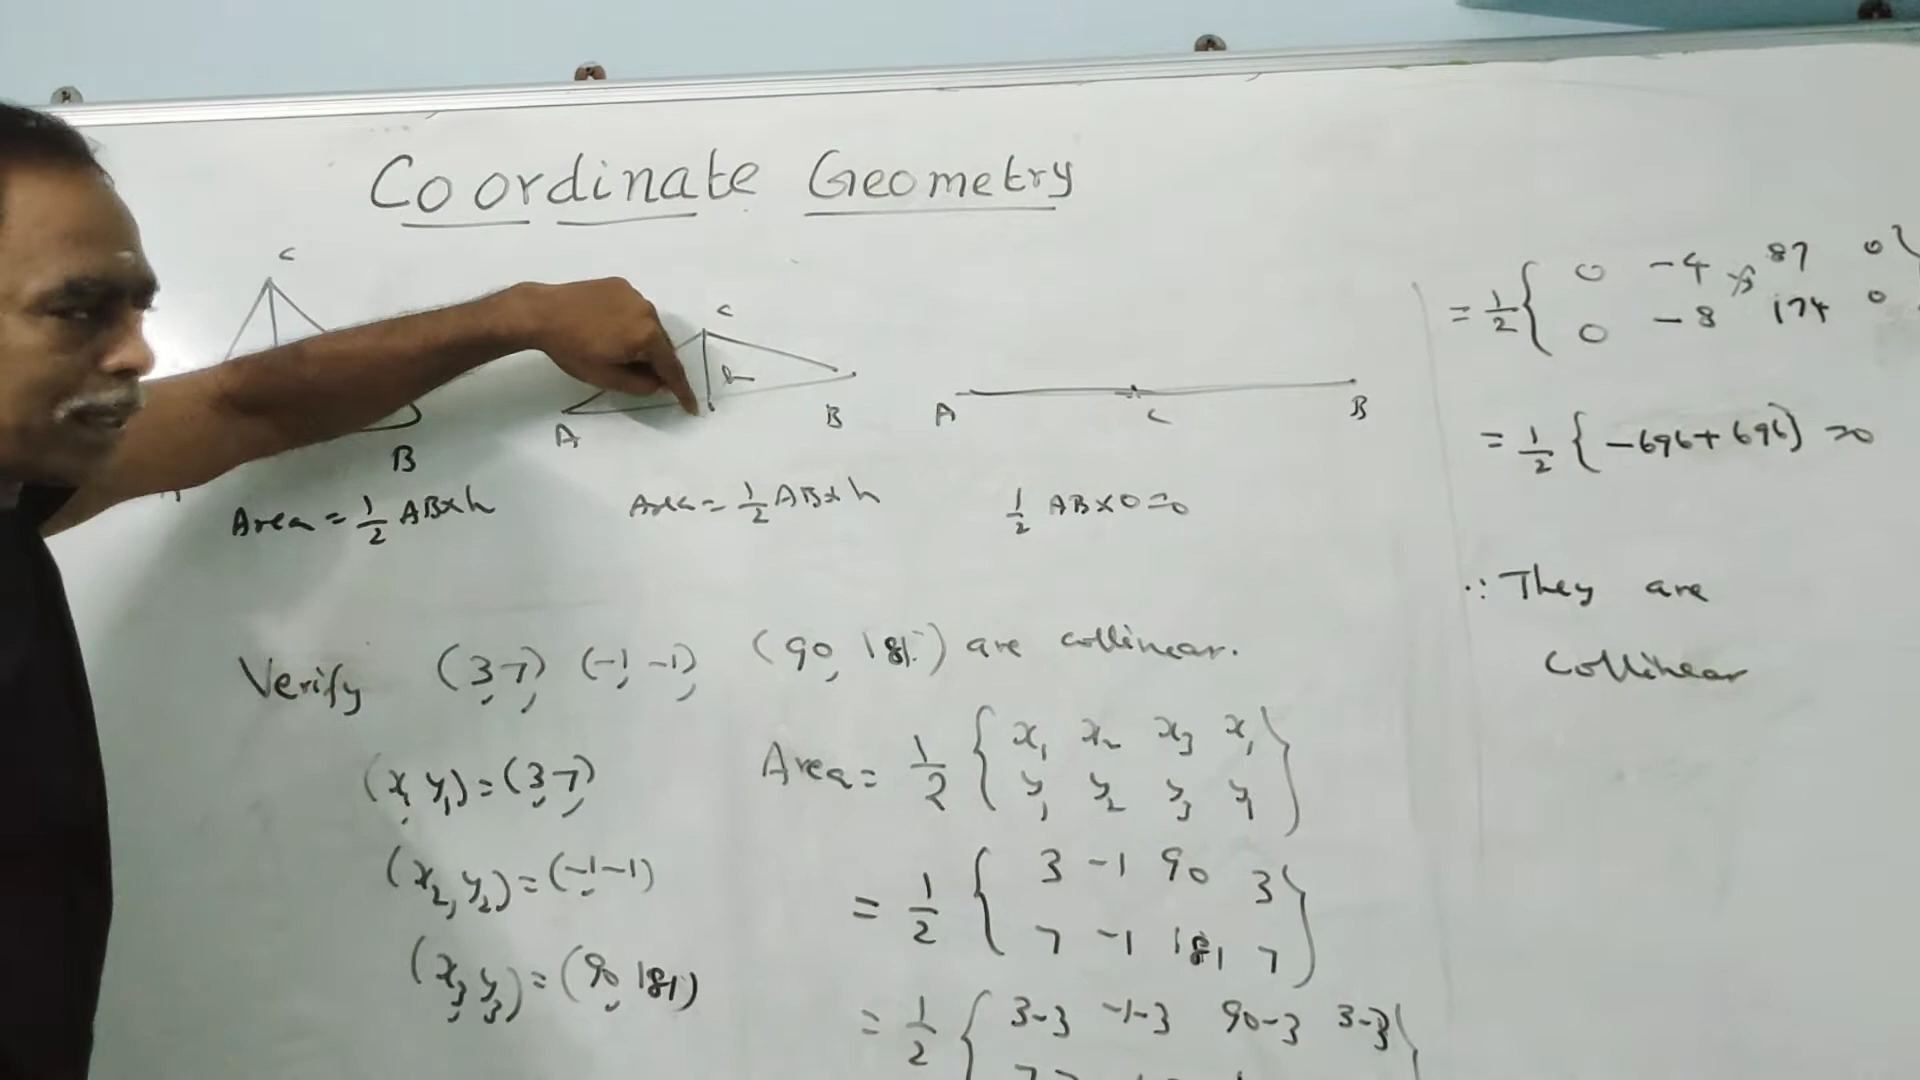 Coordinate Geometry
C
B
C
h
A
B
A
C
B
Area = 1/2 AB×h
Area = 1/2 AB×h
1/2 AB×0=0
Verify (3,7) (-1,-1), (90,181) are collinear.
(x₁ y₁) = (3,7)
(x₂, y₂) = (-1,-1)
(x₃, y₃) = (90, 181)
Area = 1/2 { x₁ x₂ x₃ x₁
y₁ y₂ y₃ y₁ }
= 1/2 { 3 -1 90 3
7 -1 181 7 }
= 1/2 { 3-3 -1-3 90-3 3-3 }
= 1/2 { 0 -4 87 0
0 -8 174 0
= 1/2 { -696+696} =0
∴ They are
Collinear